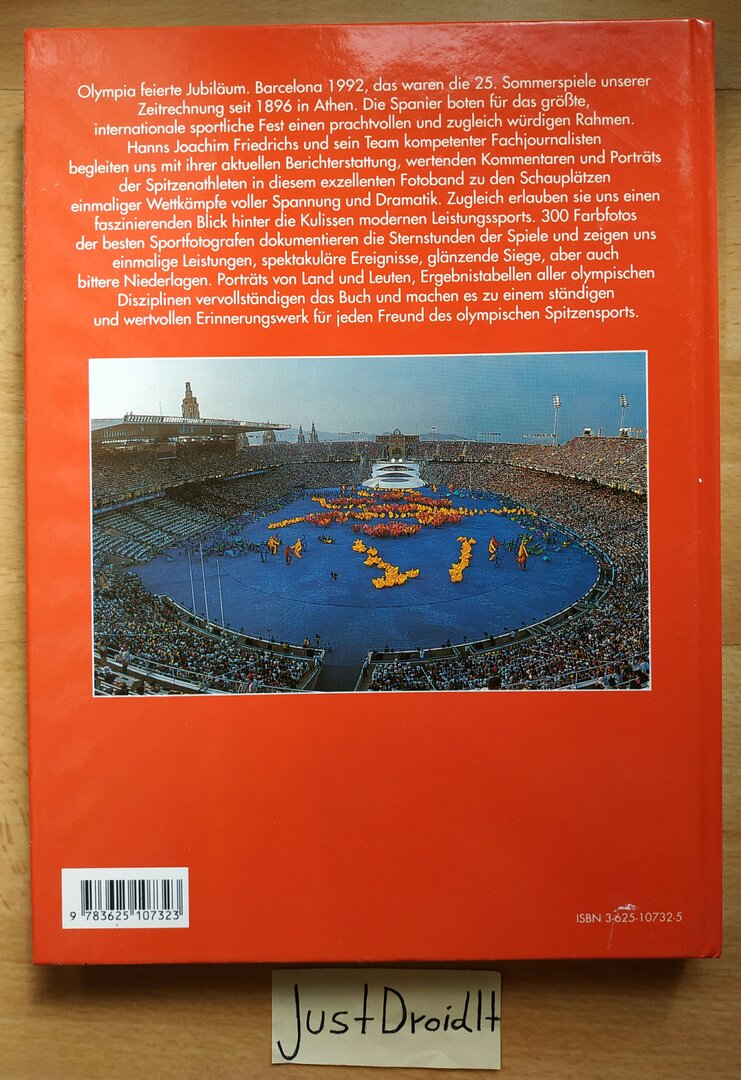 Olympia feierte Jubiläum. Barcelona 1992, das waren die 25. Sommerspiele unserer
Zeitrechnung seit 1896 in Athen. Die Spanier boten für das größte,
internationale sportliche Fest einen prachtvollen und zugleich würdigen Rahmen.
Hanns Joachim Friedrichs und sein Team kompetenter Fachjournalisten
begleiten uns mit ihrer aktuellen Berichterstattung, wertenden Kommentaren und Porträts
der Spitzenathleten in diesem exzellenten Fotoband zu den Schauplätzen
einmaliger Wettkämpfe voller Spannung und Dramatik. Zugleich erlauben sie uns einen
faszinierenden Blick hinter die Kulissen modernen Leistungssports. 300 Farbfotos
der besten Sportfotografen dokumentieren die Sternstunden der Spiele und zeigen uns
einmalige Leistungen, spektakuläre Ereignisse, glänzende Siege, aber auch
bittere Niederlagen. Porträts von Land und Leuten, Ergebnistabellen aller olympischen
Disziplinen vervollständigen das Buch und machen es zu einem ständigen
und wertvollen Erinnerungswerk für jeden Freund des olympischen Spitzensports.
9 783625 107323
ISBN 3-625-10732-5
JustDroidIt